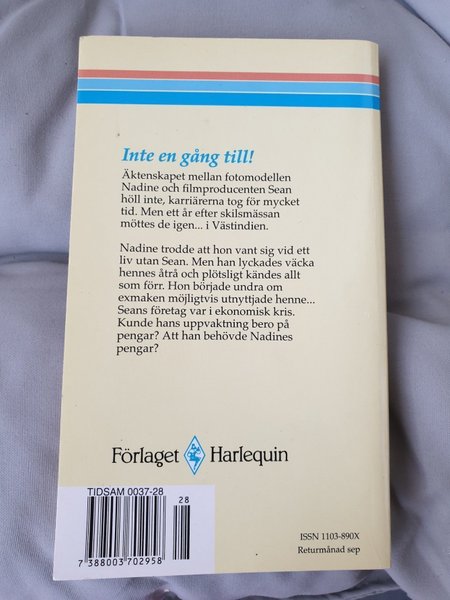 Inte en gång till!
Äktenskapet mellan fotomodellen
Nadine och filmproducenten Sean
höll inte, karriärerna tog för mycket
tid. Men ett år efter skilsmässan
möttes de igen... i Västindien.
Nadine trodde att hon vant sig vid ett
liv utan Sean. Men han lyckades väcka
hennes åtrå och plötsligt kändes allt
som förr. Hon började undra om
exmaken möjligtvis utnyttjade henne...
Seans företag var i ekonomisk kris.
Kunde hans uppvaktning bero på
pengar? Att han behövde Nadines
pengar?
Förlaget Harlequin
TIDSAM 0037-28
28
7 388003 702958
ISSN 1103-890X
Returmånad sep